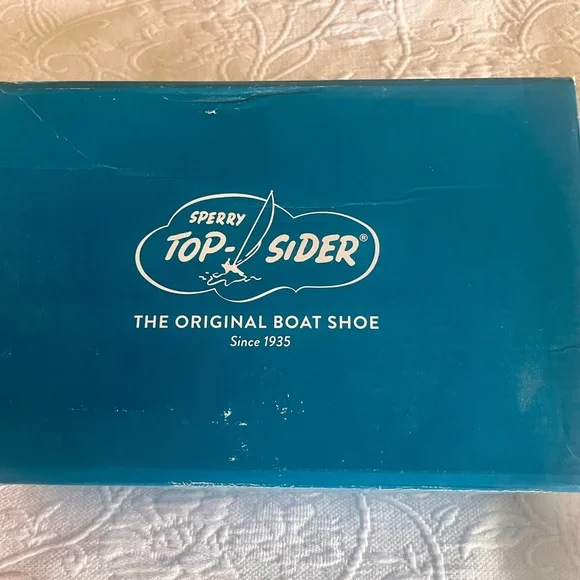 SPERRY
TOP-SIDER®
THE ORIGINAL BOAT SHOE
Since 1935